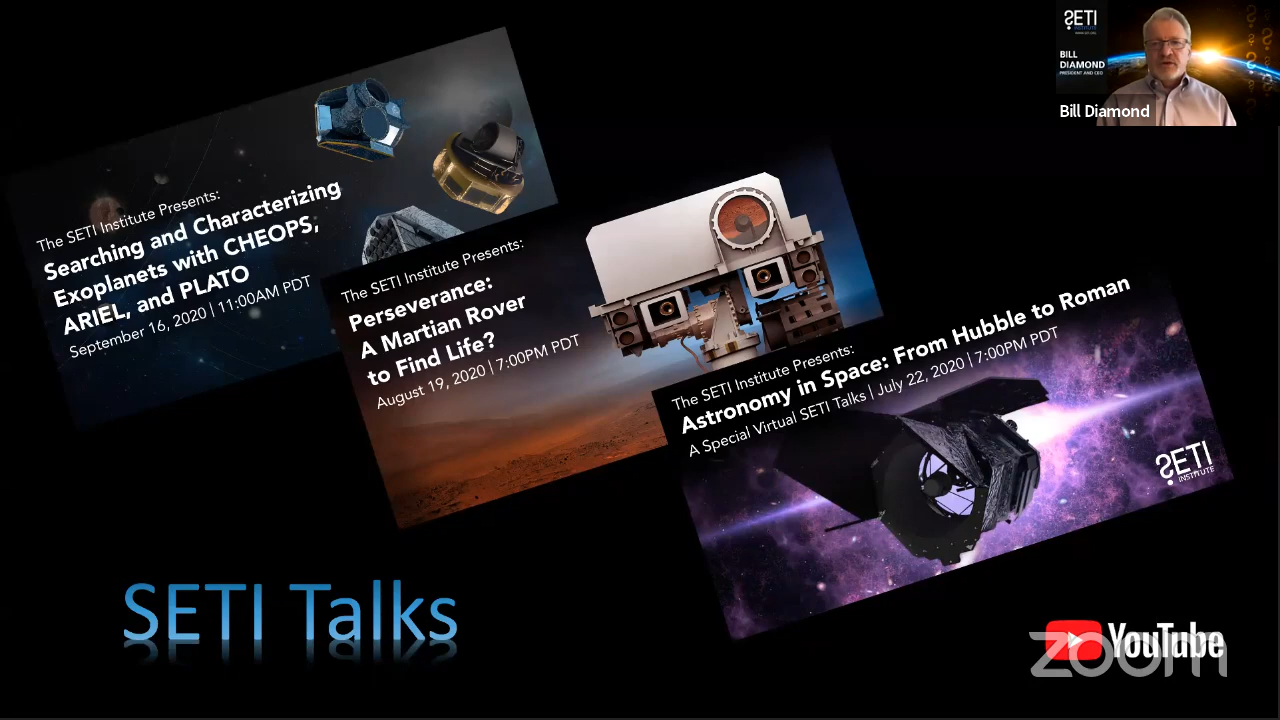 SETI
INSTITUTE
BILL
DIAMOND
PRESIDENT AND CEO
Bill Diamond
The SETI Institute Presents:
Searching and Characterizing
Exoplanets with CHEOPS,
ARIEL, and PLATO
September 16, 2020 | 11:00AM PDT
The SETI Institute Presents:
Perseverance:
A Martian Rover
to Find Life?
August 19, 2020 | 7:00PM PDT
The SETI Institute Presents:
Astronomy in Space: From Hubble to Roman
A Special Virtual SETI Talks | July 22, 2020 | 7:00PM PDT
SETI
INSTITUTE
SETI Talks
YouTube
zoom